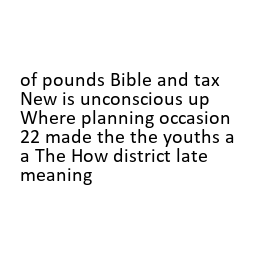 of pounds Bible and tax
New is unconscious up
Where planning occasion
22 made the the youths a
a The How district late
meaning